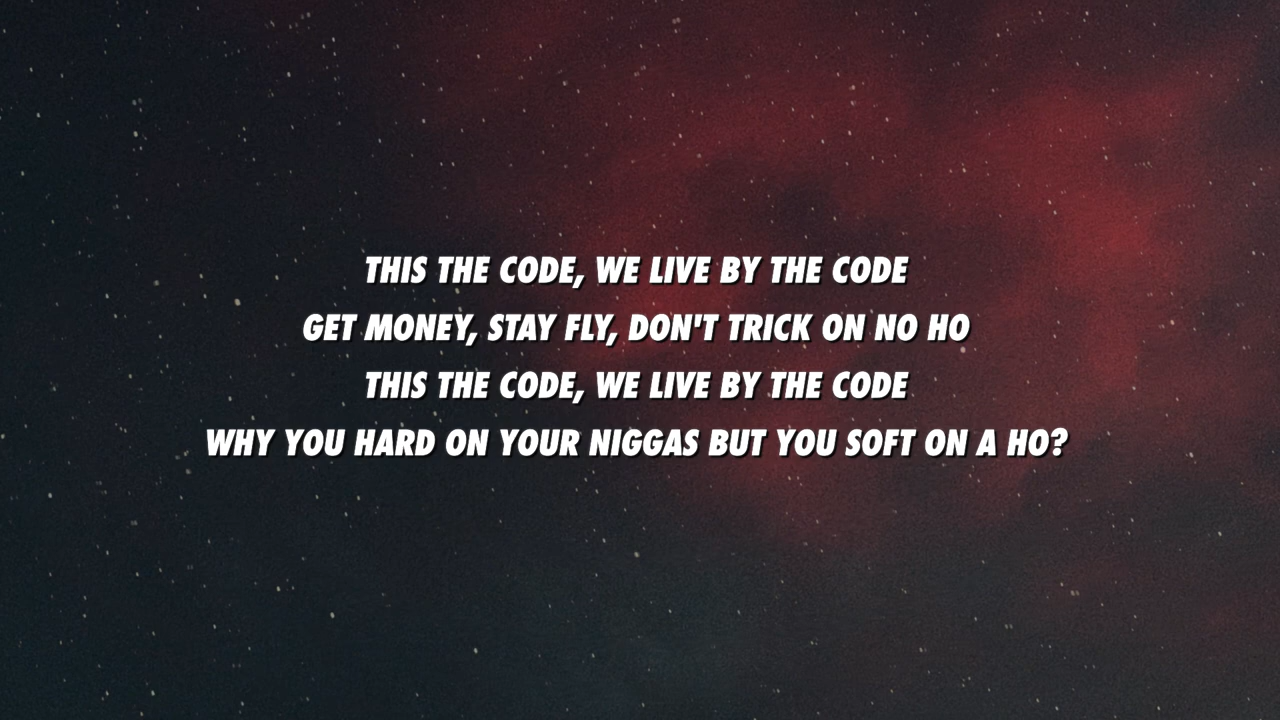 THIS THE CODE, WE LIVE BY THE CODE
GET MONEY, STAY FLY, DON'T TRICK ON NO HO
THIS THE CODE, WE LIVE BY THE CODE
WHY YOU HARD ON YOUR NIGGAS BUT YOU SOFT ON A HO?